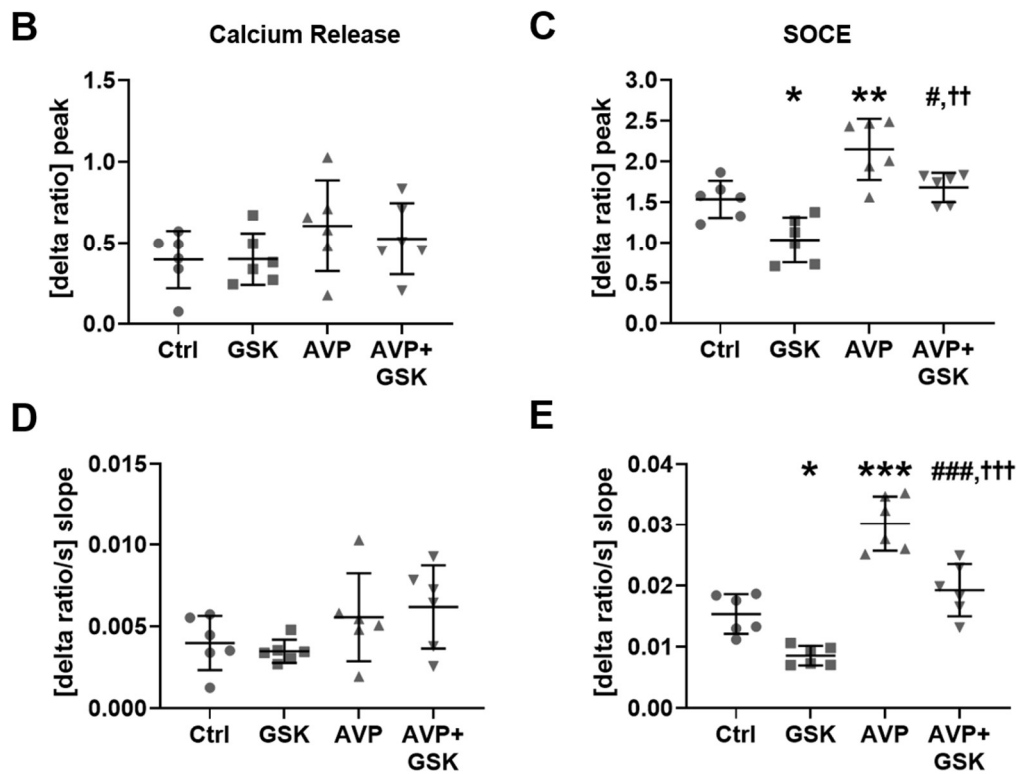 B
Calcium Release
[delta ratio] peak
1.5
1.0
0.5
0.0
Ctrl
GSK
AVP
AVP+
GSK
C
SOCE
[delta ratio] peak
3.0
2.5
2.0
1.5
1.0
0.5
0.0
*
**
#,††
Ctrl
GSK
AVP
AVP+
GSK
D
[delta ratio/s] slope
0.015
0.010
0.005
0.000
Ctrl
GSK
AVP
AVP+
GSK
E
[delta ratio/s] slope
0.04
0.03
0.02
0.01
0.00
*
***
###,†††
Ctrl
GSK
AVP
AVP+
GSK